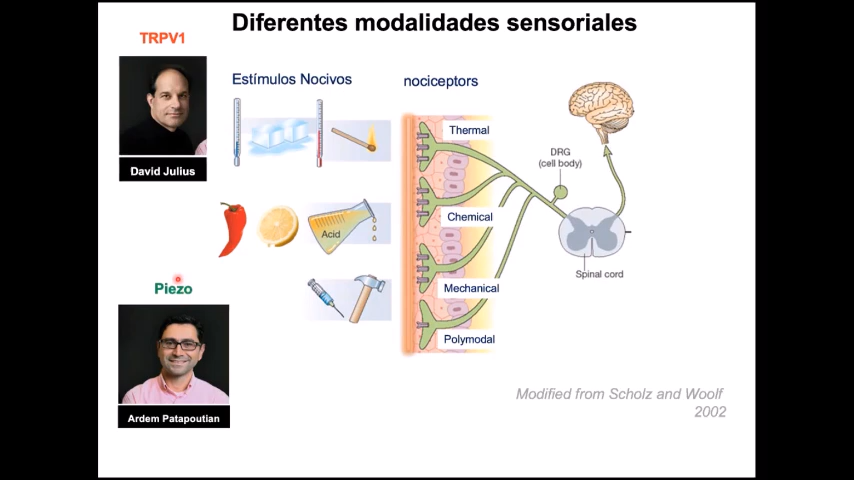 Diferentes modalidades sensoriales
TRPV1
David Julius
Estímulos Nocivos
nociceptors
Thermal
DRG
(cell body)
Chemical
Acid
Spinal cord
Piezo
Mechanical
Polymodal
Ardem Patapoutian
Modified from Scholz and Woolf
2002